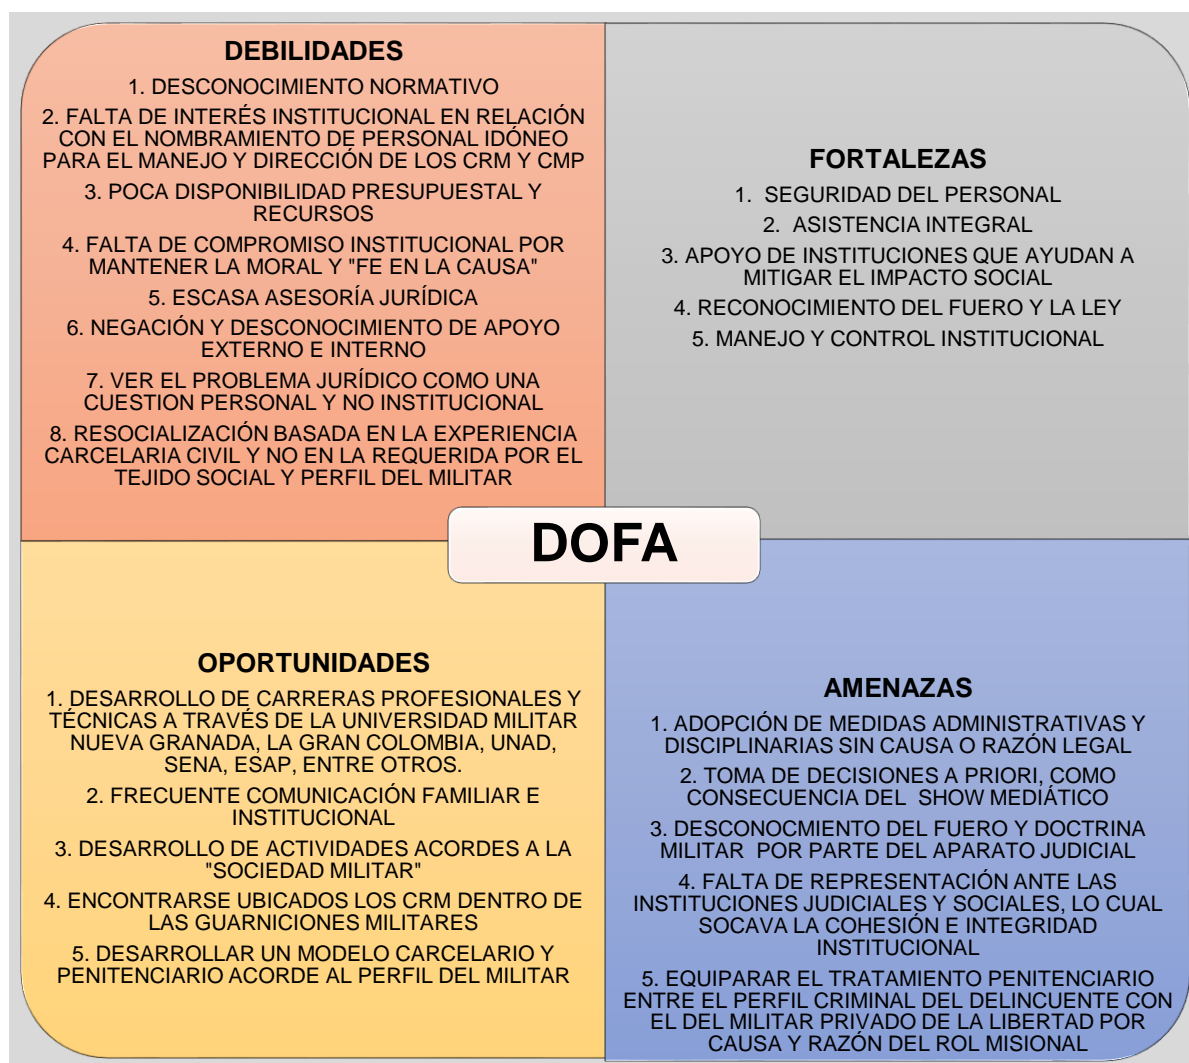 DEBILIDADES
1. DESCONOCIMIENTO NORMATIVO
2. FALTA DE INTERÉS INSTITUCIONAL EN RELACIÓN
CON EL NOMBRAMIENTO DE PERSONAL IDÓNEO
PARA EL MANEJO Y DIRECCIÓN DE LOS CRM Y CMP
3. POCA DISPONIBILIDAD PRESUPUESTAL Y
RECURSOS
4. FALTA DE COMPROMISO INSTITUCIONAL POR
MANTENER LA MORAL Y "FE EN LA CAUSA"
5. ESCASA ASESORÍA JURÍDICA
6. NEGACIÓN Y DESCONOCIMIENTO DE APOYO
EXTERNO E INTERNO
7. VER EL PROBLEMA JURÍDICO COMO UNA
CUESTION PERSONAL Y NO INSTITUCIONAL
8. RESOCIALIZACIÓN BASADA EN LA EXPERIENCIA
CARCELARIA CIVIL Y NO EN LA REQUERIDA POR EL
TEJIDO SOCIAL Y PERFIL DEL MILITAR
FORTALEZAS
1. SEGURIDAD DEL PERSONAL
2. ASISTENCIA INTEGRAL
3. APOYO DE INSTITUCIONES QUE AYUDAN A
MITIGAR EL IMPACTO SOCIAL
4. RECONOCIMIENTO DEL FUERO Y LA LEY
5. MANEJO Y CONTROL INSTITUCIONAL
DOFA
OPORTUNIDADES
1. DESARROLLO DE CARRERAS PROFESIONALES Y
TÉCNICAS A TRAVÉS DE LA UNIVERSIDAD MILITAR
NUEVA GRANADA, LA GRAN COLOMBIA, UNAD,
SENA, ESAP, ENTRE OTROS.
2. FRECUENTE COMUNICACIÓN FAMILIAR E
INSTITUCIONAL
3. DESARROLLO DE ACTIVIDADES ACORDES A LA
"SOCIEDAD MILITAR"
4. ENCONTRARSE UBICADOS LOS CRM DENTRO DE
LAS GUARNICIONES MILITARES
5. DESARROLLAR UN MODELO CARCELARIO Y
PENITENCIARIO ACORDE AL PERFIL DEL MILITAR
AMENAZAS
1. ADOPCIÓN DE MEDIDAS ADMINISTRATIVAS Y
DISCIPLINARIAS SIN CAUSA O RAZÓN LEGAL
2. TOMA DE DECISIONES A PRIORI, COMO
CONSECUENCIA DEL SHOW MEDIÁTICO
3. DESCONOCMIENTO DEL FUERO Y DOCTRINA
MILITAR POR PARTE DEL APARATO JUDICIAL
4. FALTA DE REPRESENTACIÓN ANTE LAS
INSTITUCIONES JUDICIALES Y SOCIALES, LO CUAL
SOCAVA LA COHESIÓN E INTEGRIDAD
INSTITUCIONAL
5. EQUIPARAR EL TRATAMIENTO PENITENCIARIO
ENTRE EL PERFIL CRIMINAL DEL DELINCUENTE CON
EL DEL MILITAR PRIVADO DE LA LIBERTAD POR
CAUSA Y RAZÓN DEL ROL MISIONAL